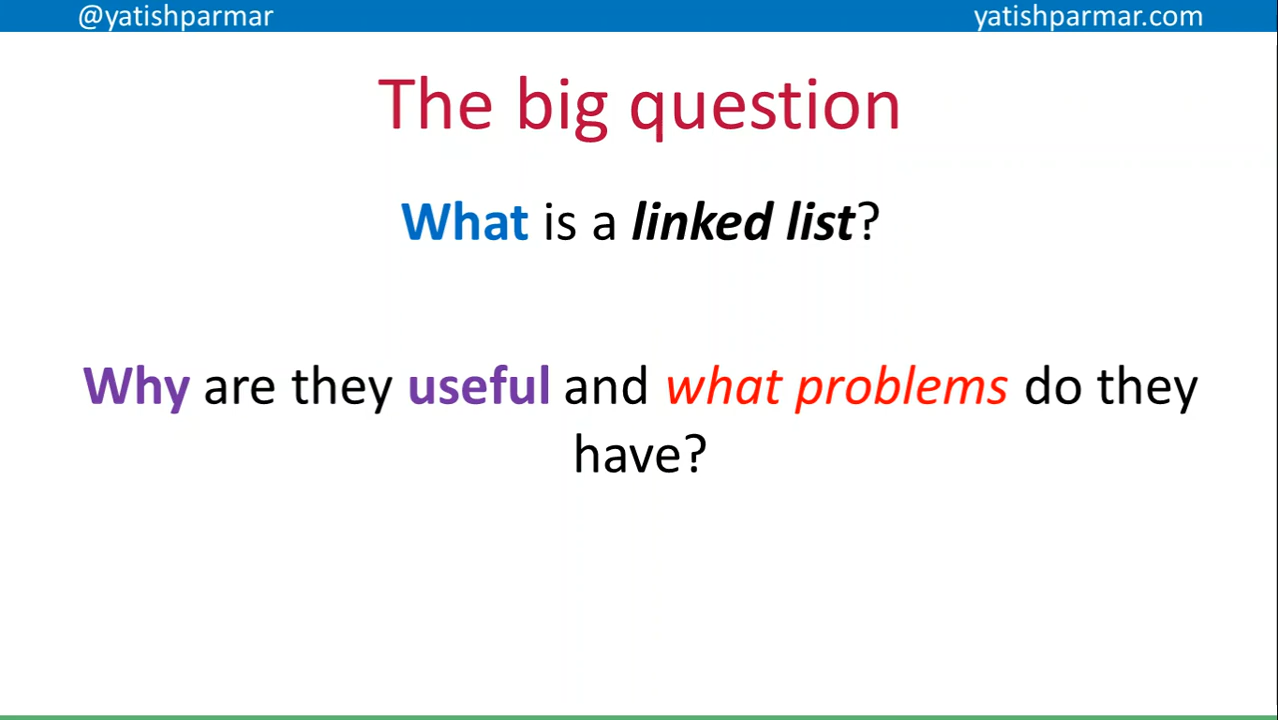 @yatishparmar
yatishparmar.com
The big question
What is a linked list?
Why are they useful and what problems do they
have?